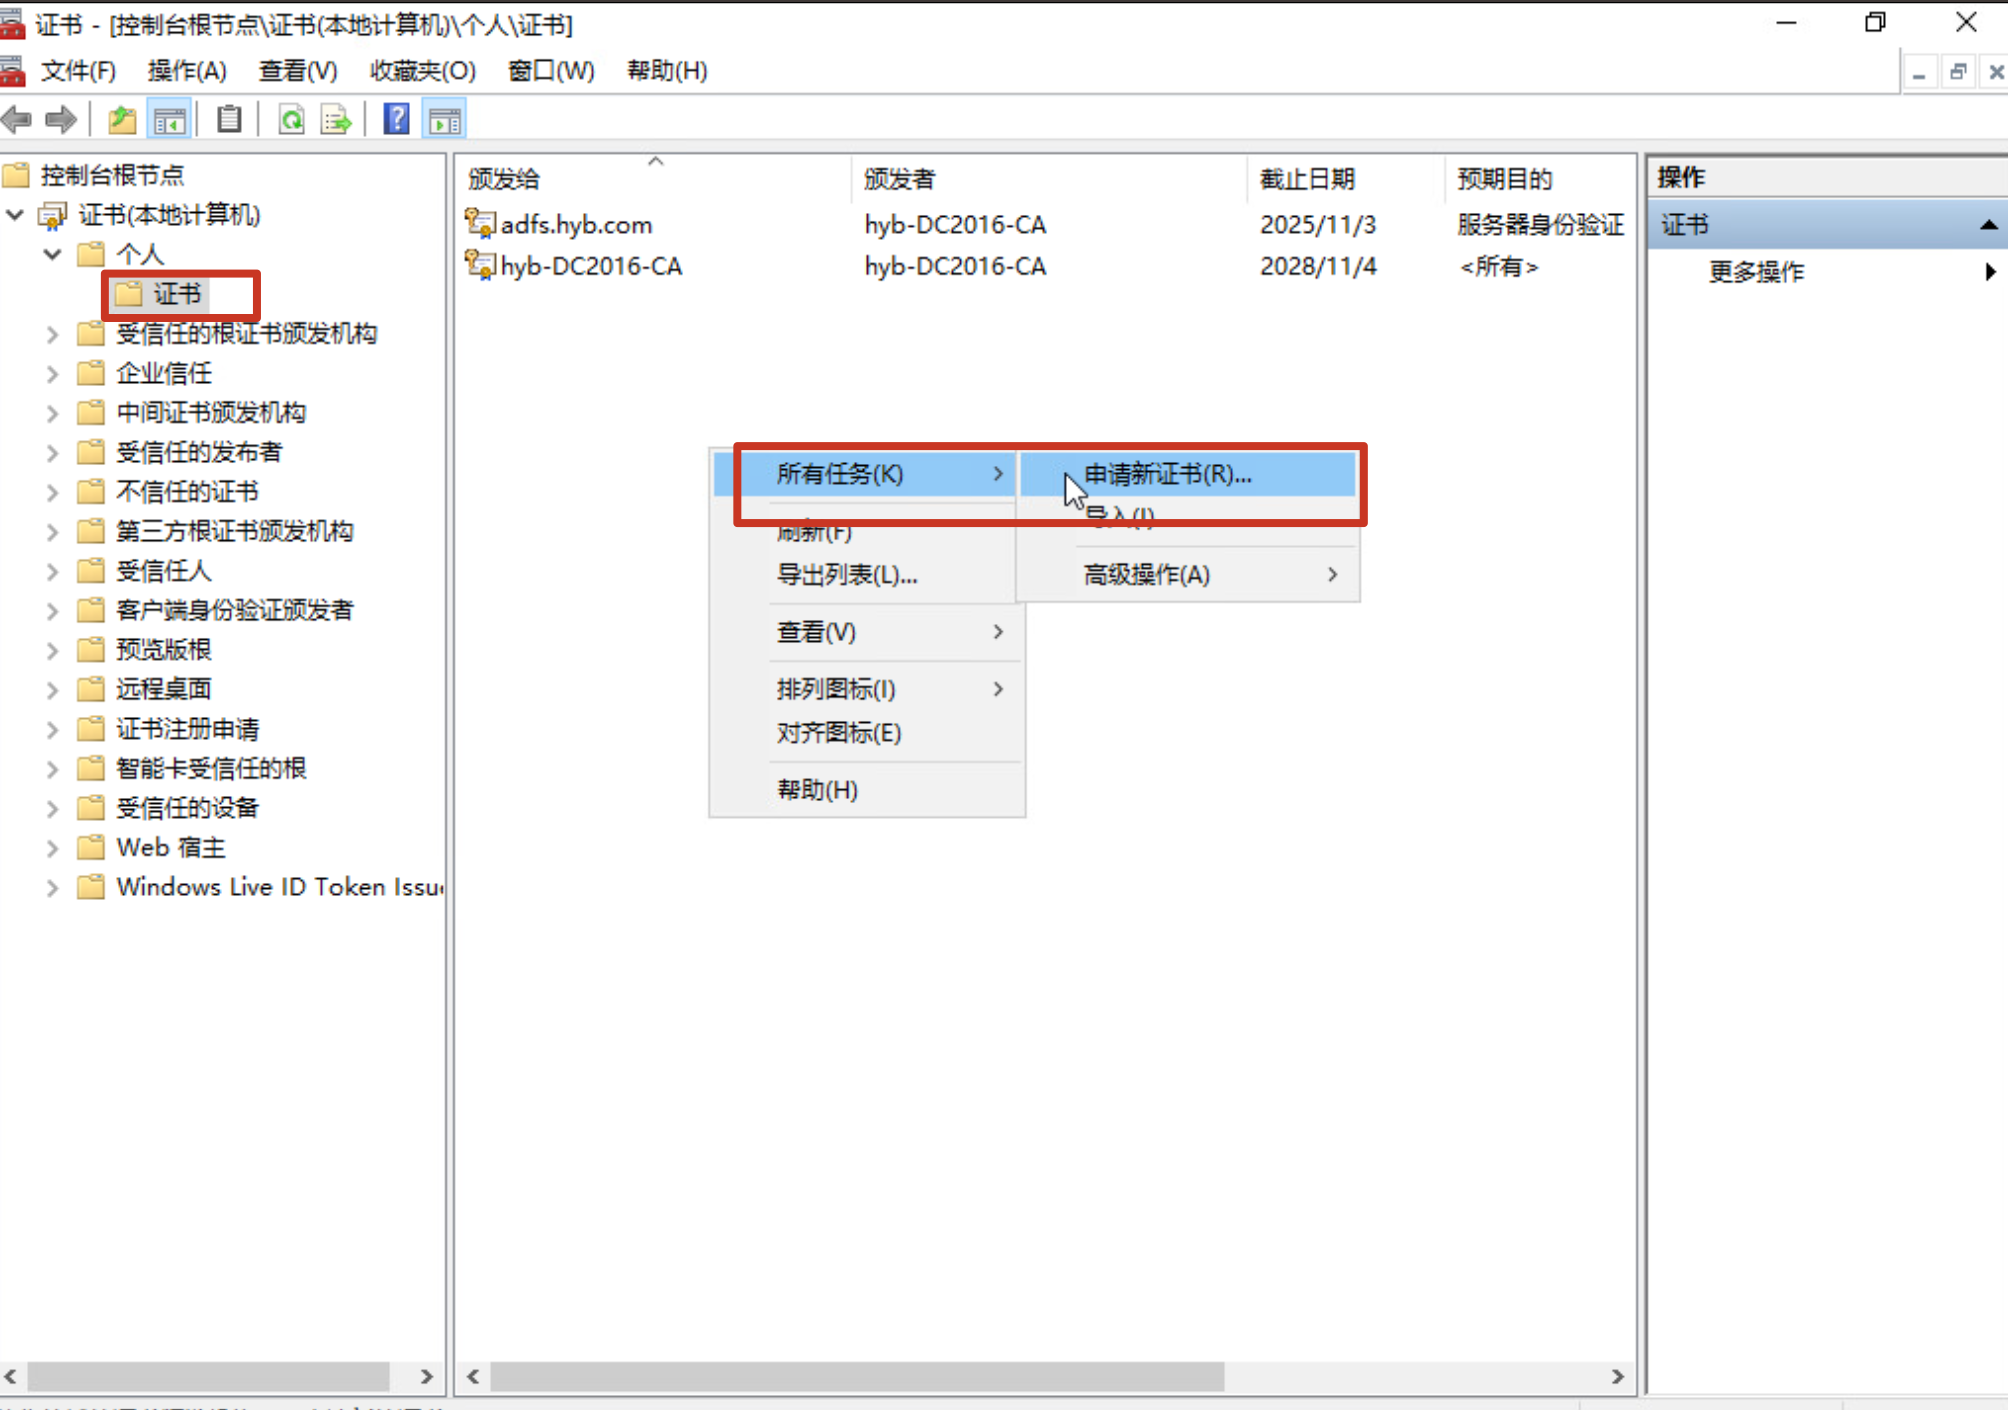 证书 - [控制台根节点\证书(本地计算机)\个人\证书]
文件(F) 操作(A) 查看(V) 收藏夹(O) 窗口(W) 帮助(H)
控制台根节点
证书(本地计算机)
个人
证书
受信任的根证书颁发机构
企业信任
中间证书颁发机构
受信任的发布者
不信任的证书
第三方根证书颁发机构
受信任人
客户端身份验证颁发者
预览版根
远程桌面
证书注册申请
智能卡受信任的根
受信任的设备
Web 宿主
Windows Live ID Token Issu
颁发给 颁发者 截止日期 预期目的
adfs.hyb.com hyb-DC2016-CA 2025/11/3 服务器身份验证
hyb-DC2016-CA hyb-DC2016-CA 2028/11/4 <所有>
所有任务(K)
刷新(F)
导出列表(L)...
查看(V)
排列图标(I)
对齐图标(E)
帮助(H)
申请新证书(R)...
导入(I)
高级操作(A)
操作
证书
更多操作